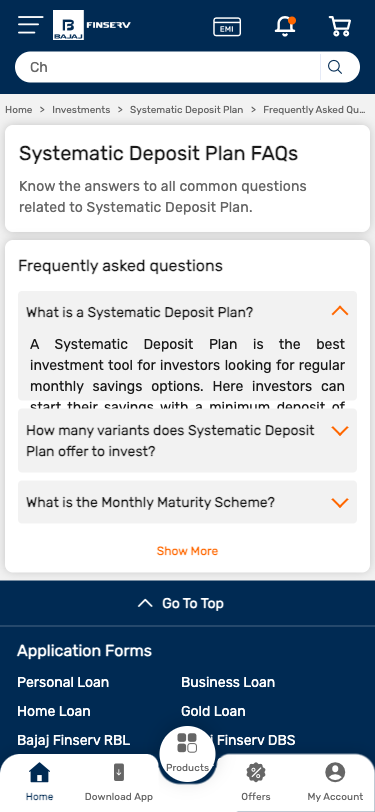 BAJAJ FINSERV
EMI
Ch
Home > Investments > Systematic Deposit Plan > Frequently Asked Qu...
Systematic Deposit Plan FAQs
Know the answers to all common questions
related to Systematic Deposit Plan.
Frequently asked questions
What is a Systematic Deposit Plan?
A Systematic Deposit Plan is the best
investment tool for investors looking for regular
monthly savings options. Here investors can
start their savings with a minimum deposit of
How many variants does Systematic Deposit
Plan offer to invest?
What is the Monthly Maturity Scheme?
Show More
Go To Top
Application Forms
Personal Loan
Business Loan
Home Loan
Gold Loan
Bajaj Finserv RBL
Finserv DBS
Home
Download App
Products
Offers
My Account